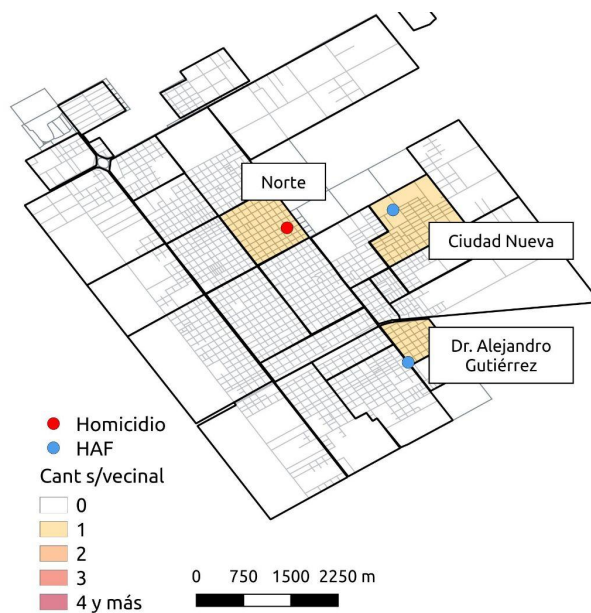 Norte
Ciudad Nueva
Dr. Alejandro
Gutiérrez
Homicidio
HAF
Cant s/vecinal
0
1
2
3
4 y más
0 750 1500 2250 m